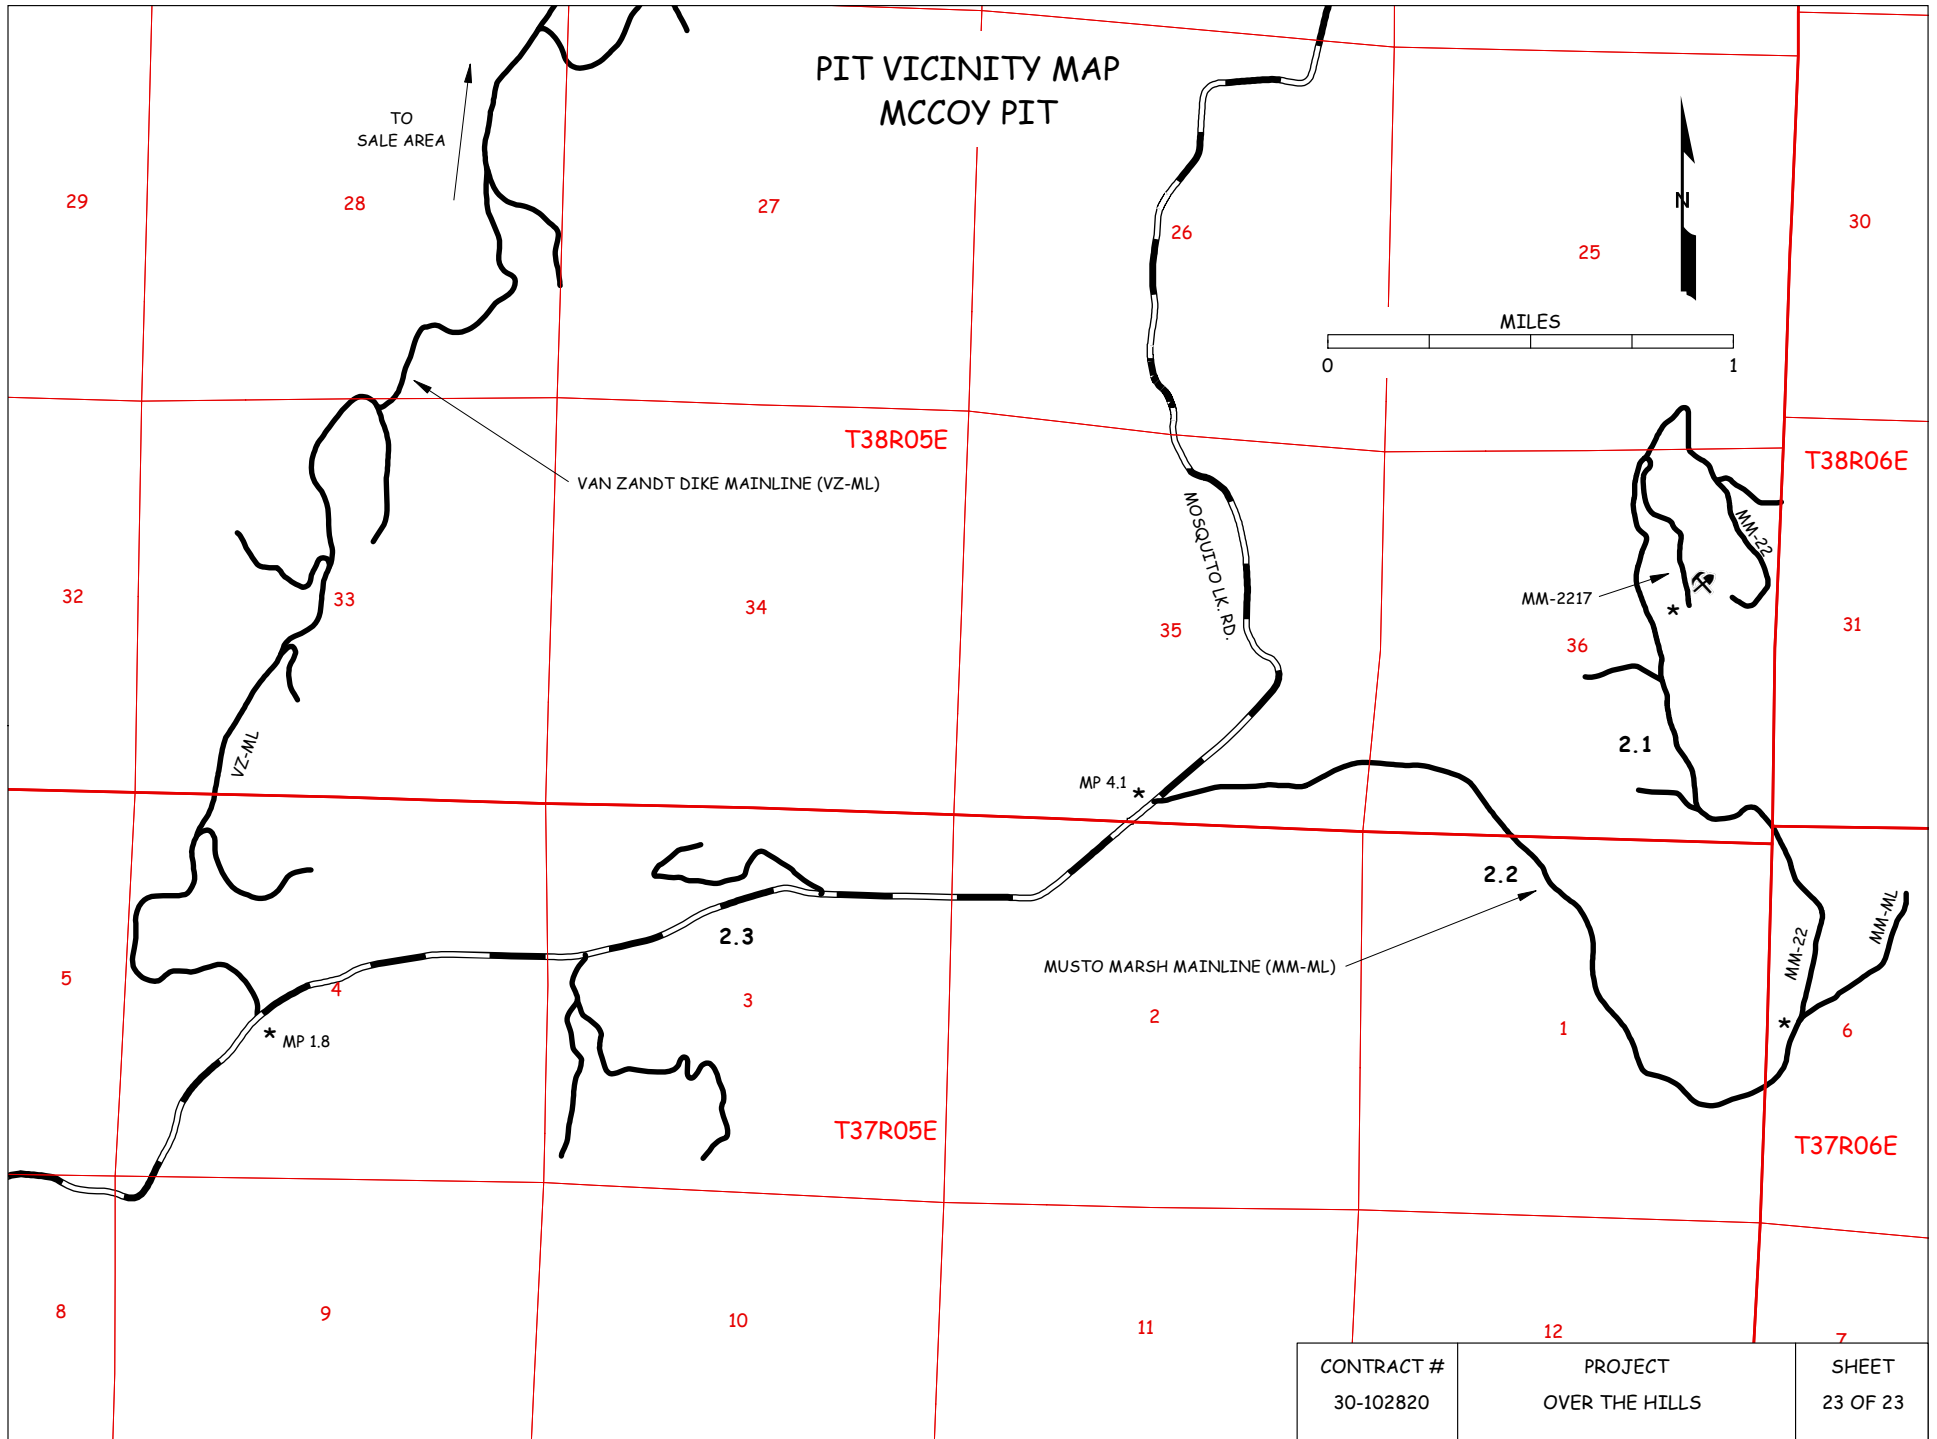 PIT VICINITY MAP
MCCOY PIT
TO
SALE AREA
29
28
27
26
25
30
N
MILES
0
1
T38R05E
T38R06E
VAN ZANDT DIKE MAINLINE (VZ-ML)
MOSQUITO LK. RD.
MM-22
MM-2217
*
32
33
34
35
36
31
VZ-ML
2.1
MP 4.1 *
2.2
2.3
MUSTO MARSH MAINLINE (MM-ML)
MM-22
MM-ML
*
5
4
3
2
1
6
* MP 1.8
T37R05E
T37R06E
8
9
10
11
12
7
CONTRACT #
30-102820
PROJECT
OVER THE HILLS
SHEET
23 OF 23